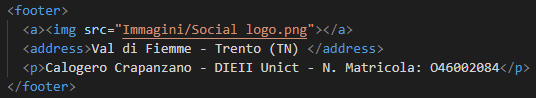 <footer>
<a><img src="Immagini/Social logo.png"></a>
<address>Val di Fiemme - Trento (TN) </address>
<p>Calogero Crapanzano - DIEII Unict - N. Matricola: O46002084</p>
</footer>